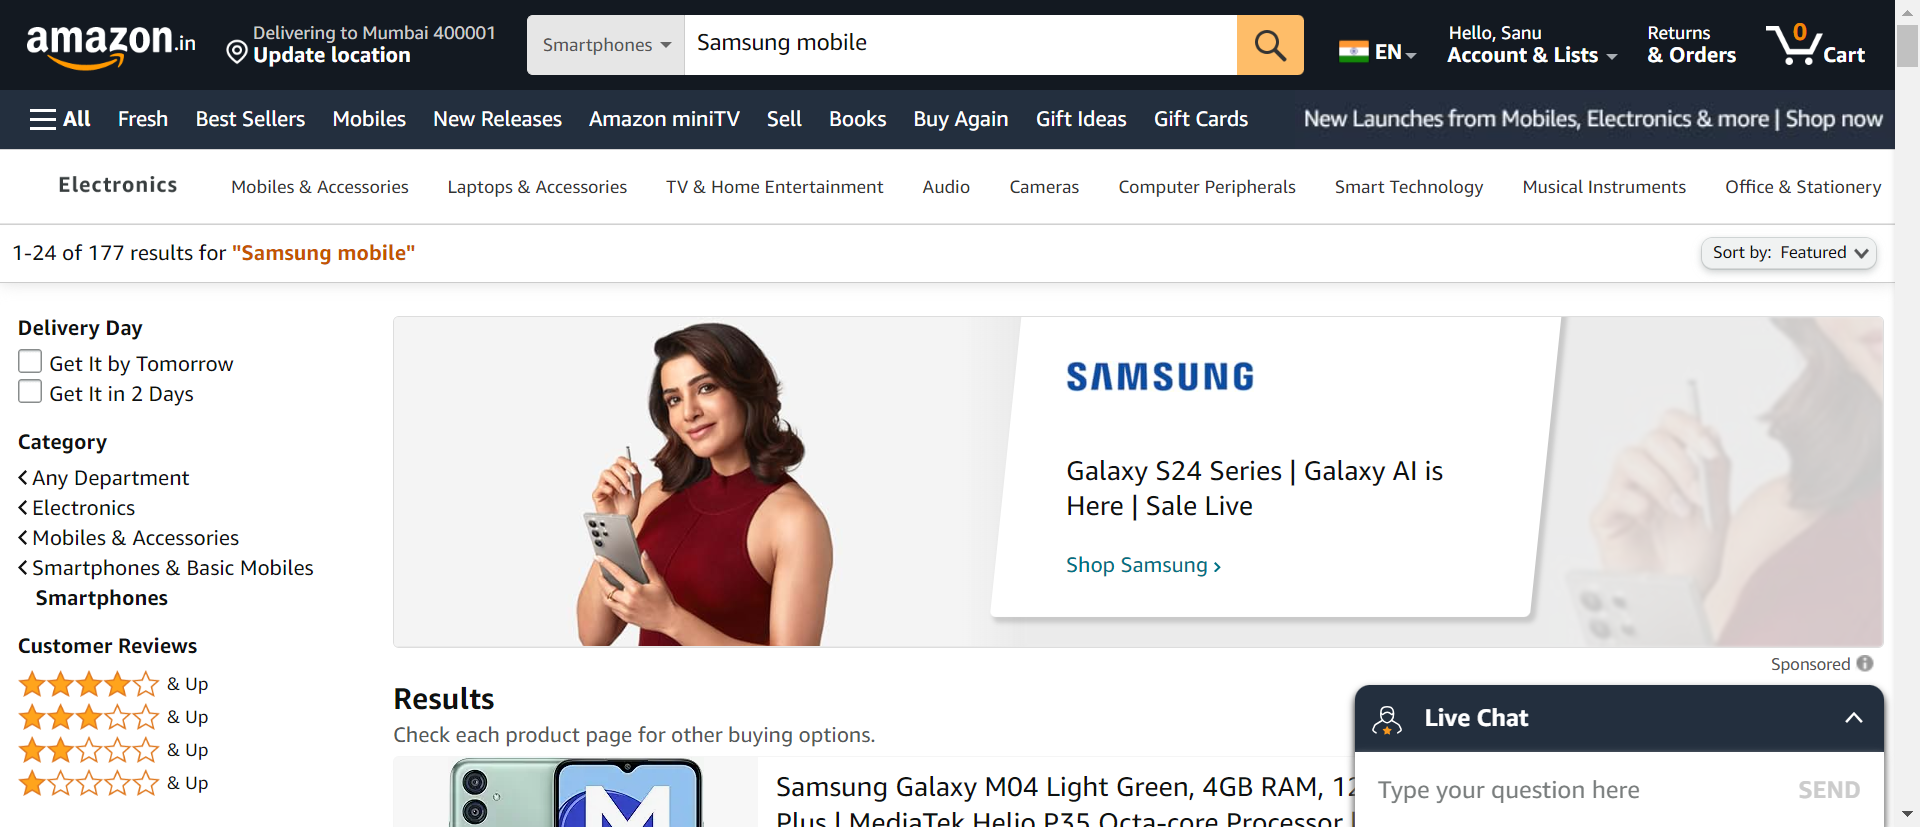 amazon.in
Delivering to Mumbai 400001
Update location
Smartphones
Samsung mobile
EN
Hello, Sanu
Account & Lists
Returns
& Orders
0
Cart
All
Fresh
Best Sellers
Mobiles
New Releases
Amazon miniTV
Sell
Books
Buy Again
Gift Ideas
Gift Cards
New Launches from Mobiles, Electronics & more | Shop now
Electronics
Mobiles & Accessories
Laptops & Accessories
TV & Home Entertainment
Audio
Cameras
Computer Peripherals
Smart Technology
Musical Instruments
Office & Stationery
1-24 of 177 results for "Samsung mobile"
Sort by: Featured
Delivery Day
Get It by Tomorrow
Get It in 2 Days
Category
Any Department
Electronics
Mobiles & Accessories
Smartphones & Basic Mobiles
Smartphones
Customer Reviews
& Up
& Up
& Up
& Up
SAMSUNG
Galaxy S24 Series | Galaxy AI is
Here | Sale Live
Shop Samsung ›
Sponsored
Results
Check each product page for other buying options.
M
Samsung Galaxy M04 Light Green, 4GB RAM,
Plus | MediaTek Helio P35 Octa-core Processor
Live Chat
Type your question here
SEND